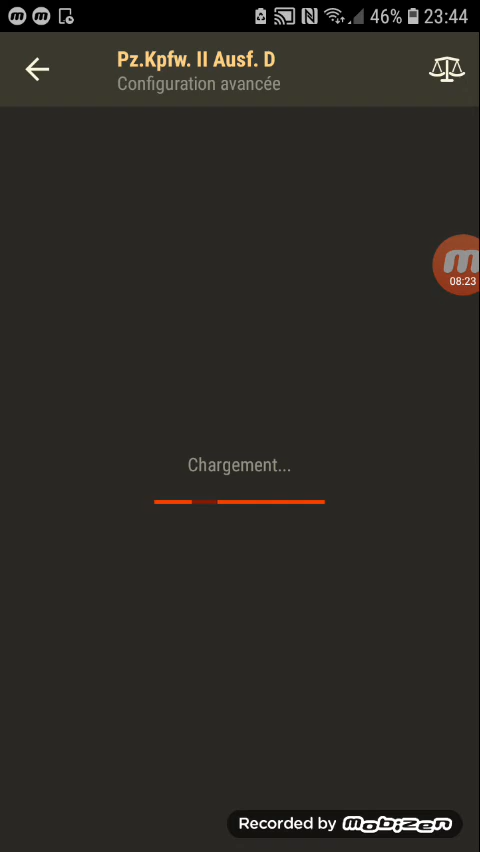 46% 23:44
Pz.Kpfw. II Ausf. D
Configuration avancée
m
08:23
Chargement...
Recorded by mobizen